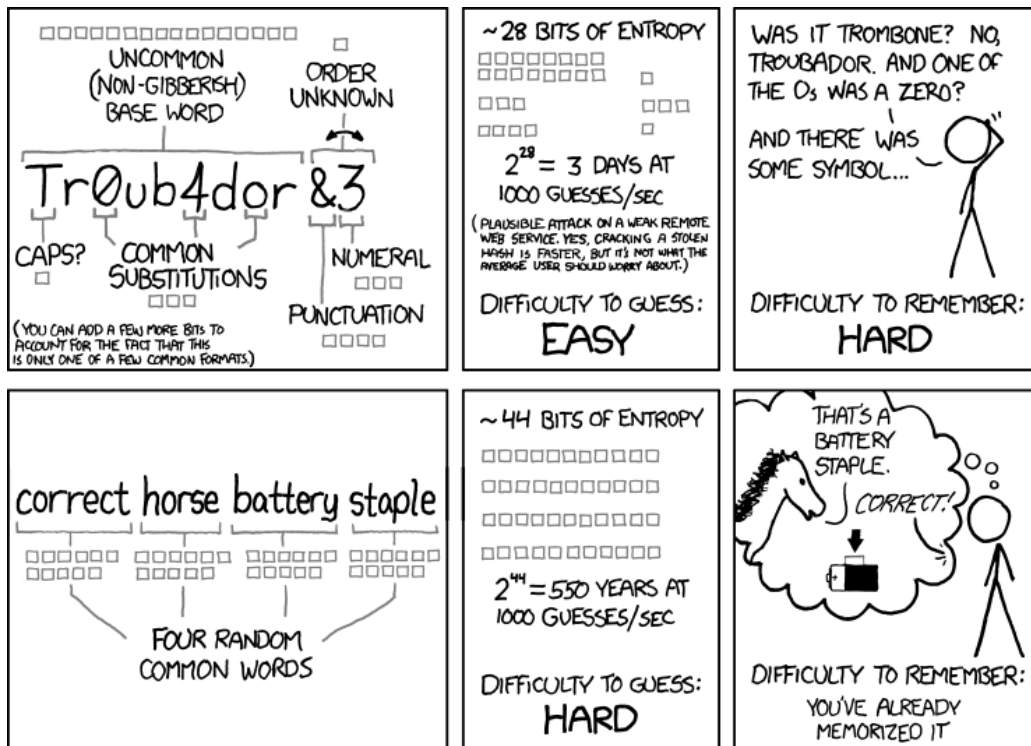 UNCOMMON
(NON-GIBBERISH)
BASE WORD
ORDER
UNKNOWN
Tr0ub4dor &3
CAPS?
COMMON
SUBSTITUTIONS
NUMERAL
PUNCTUATION
(YOU CAN ADD A FEW MORE BITS TO
ACCOUNT FOR THE FACT THAT THIS
IS ONLY ONE OF A FEW COMMON FORMATS.)
~28 BITS OF ENTROPY
2^28 = 3 DAYS AT
1000 GUESSES/SEC
(PLAUSIBLE ATTACK ON A WEAK REMOTE
WEB SERVICE. YES, CRACKING A STOLEN
HASH IS FASTER, BUT IT'S NOT WHAT THE
AVERAGE USER SHOULD WORRY ABOUT.)
DIFFICULTY TO GUESS:
EASY
WAS IT TROMBONE? NO,
TROUBADOR. AND ONE OF
THE Os WAS A ZERO?
AND THERE WAS
SOME SYMBOL...
DIFFICULTY TO REMEMBER:
HARD
correct horse battery staple
FOUR RANDOM
COMMON WORDS
~44 BITS OF ENTROPY
2^44 = 550 YEARS AT
1000 GUESSES/SEC
DIFFICULTY TO GUESS:
HARD
THAT'S A
BATTERY
STAPLE.
CORRECT!
+
DIFFICULTY TO REMEMBER:
YOU'VE ALREADY
MEMORIZED IT